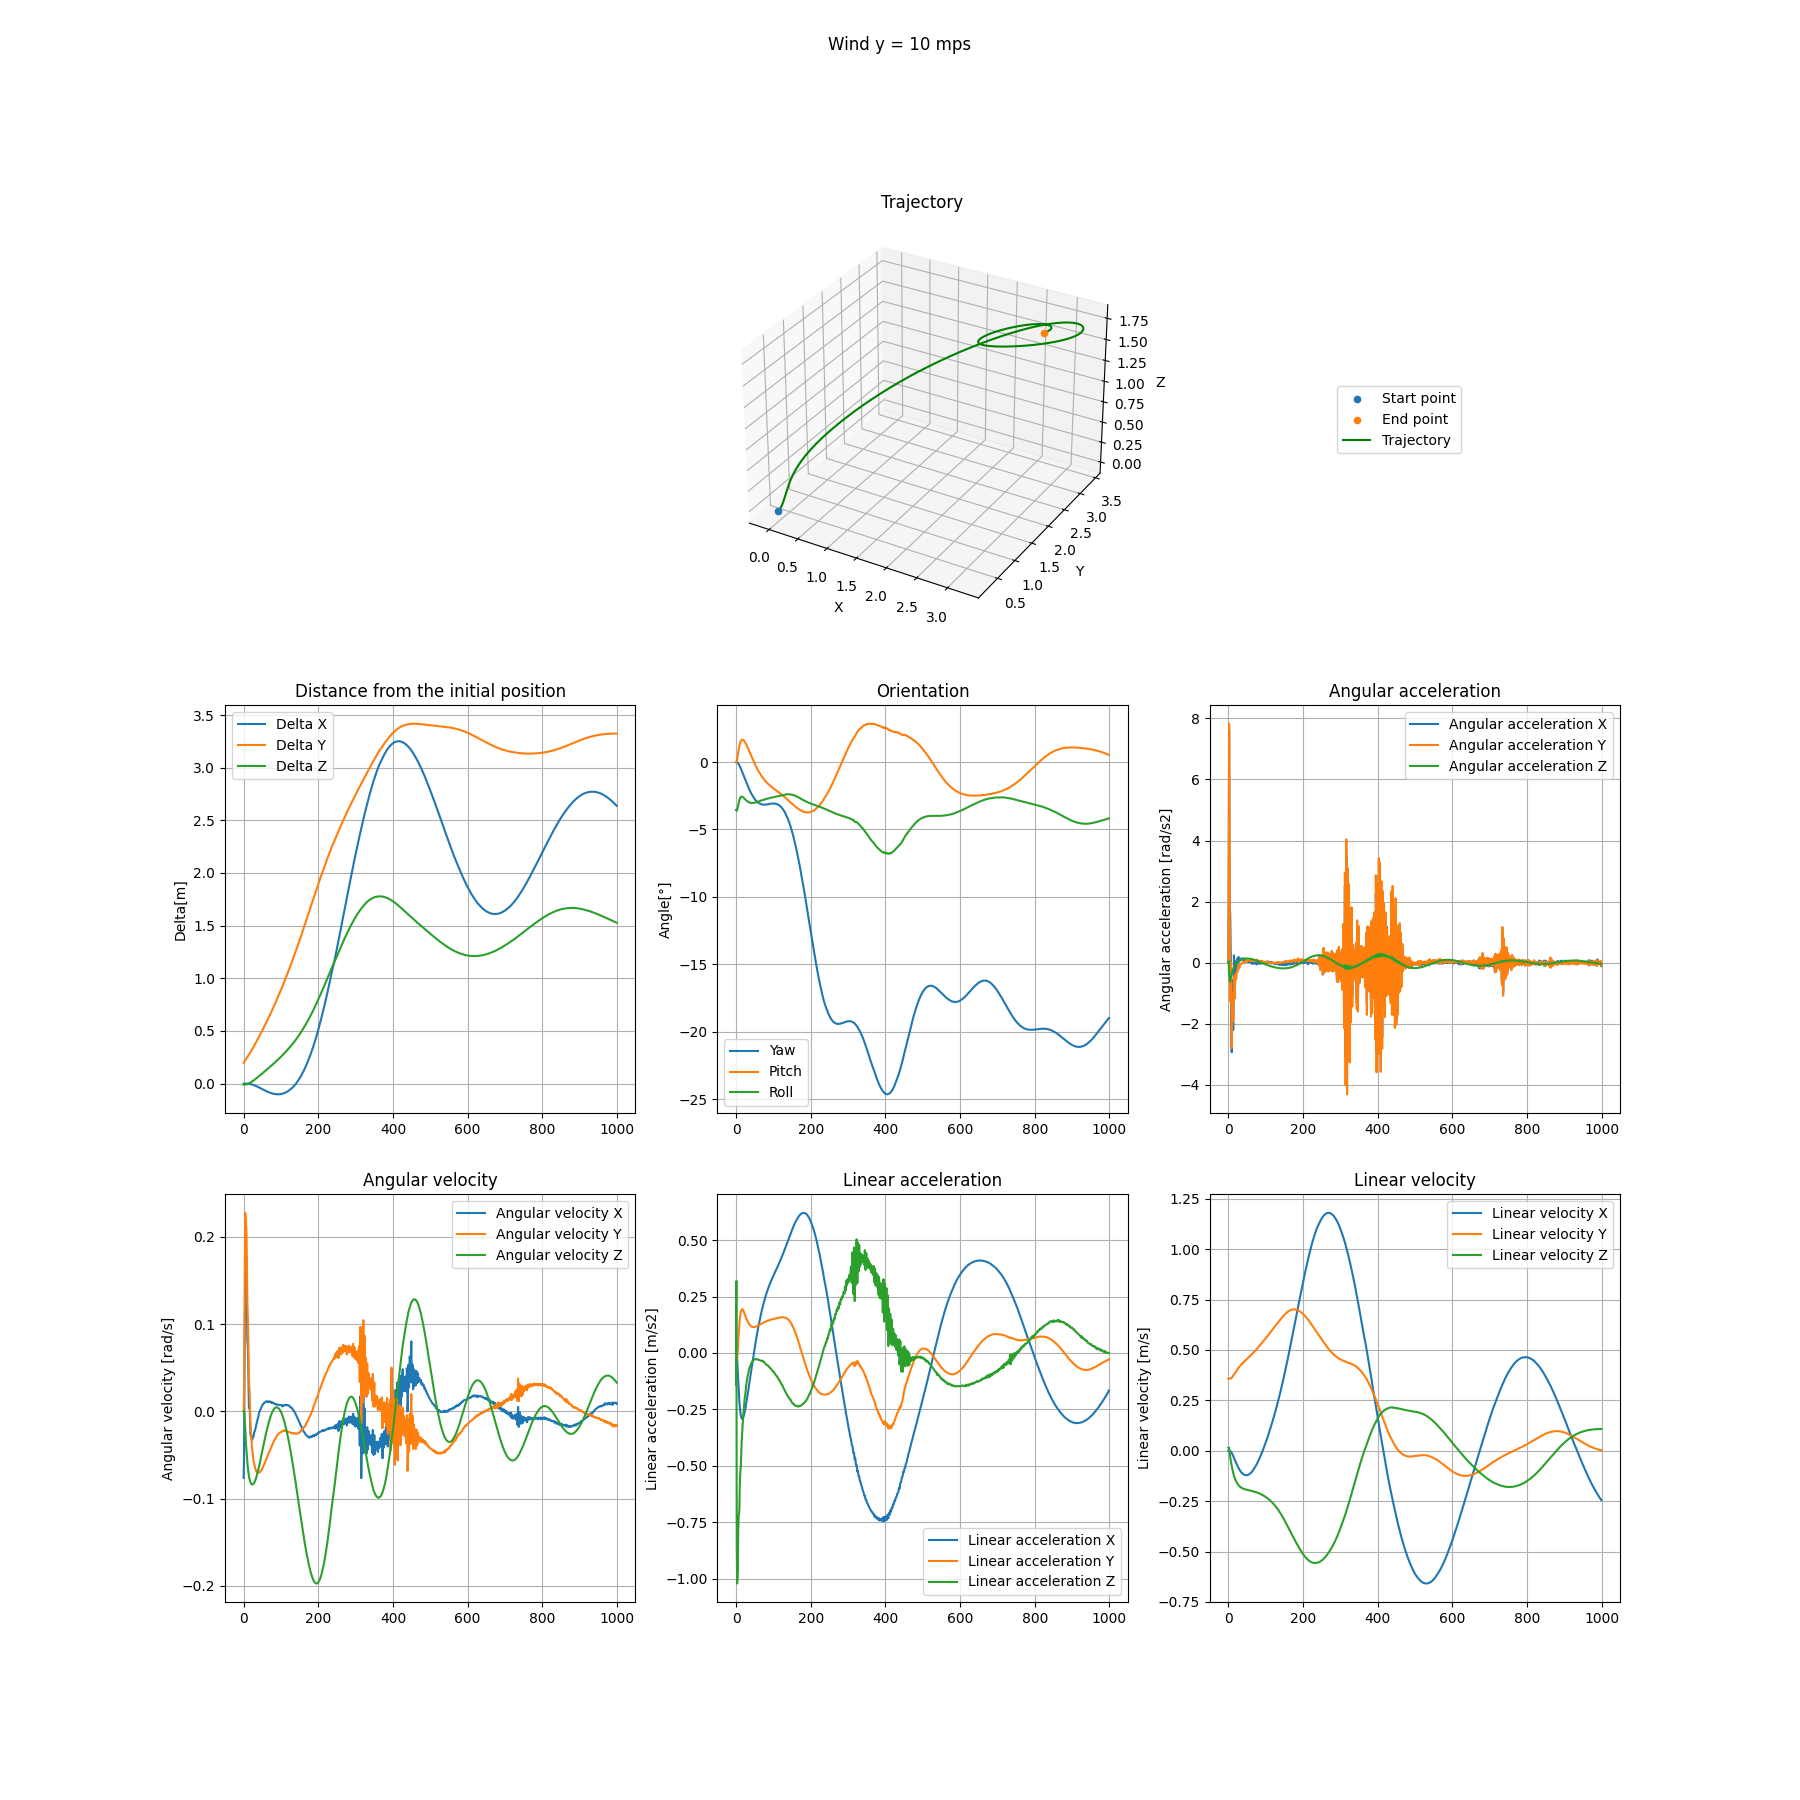 Wind y = 10 mps
Trajectory
1.75
1.50
1.25
1.00
0.75
0.50
0.25
0.00
Z
3.5
3.0
2.5
2.0
1.5
1.0
0.5
Y
0.0
0.5
1.0
1.5
2.0
2.5
3.0
X
Start point
End point
Trajectory
Distance from the initial position
Delta[m]
3.5
3.0
2.5
2.0
1.5
1.0
0.5
0.0
Delta X
Delta Y
Delta Z
0 200 400 600 800 1000
Orientation
Angle[°]
0
−5
−10
−15
−20
−25
Yaw
Pitch
Roll
0 200 400 600 800 1000
Angular acceleration
Angular acceleration [rad/s2]
8
6
4
2
0
−2
−4
Angular acceleration X
Angular acceleration Y
Angular acceleration Z
0 200 400 600 800 1000
Angular velocity
Angular velocity [rad/s]
0.2
0.1
0.0
−0.1
−0.2
Angular velocity X
Angular velocity Y
Angular velocity Z
0 200 400 600 800 1000
Linear acceleration
Linear acceleration [m/s2]
0.50
0.25
0.00
−0.25
−0.50
−0.75
−1.00
Linear acceleration X
Linear acceleration Y
Linear acceleration Z
0 200 400 600 800 1000
Linear velocity
Linear velocity [m/s]
1.25
1.00
0.75
0.50
0.25
0.00
−0.25
−0.50
−0.75
Linear velocity X
Linear velocity Y
Linear velocity Z
0 200 400 600 800 1000